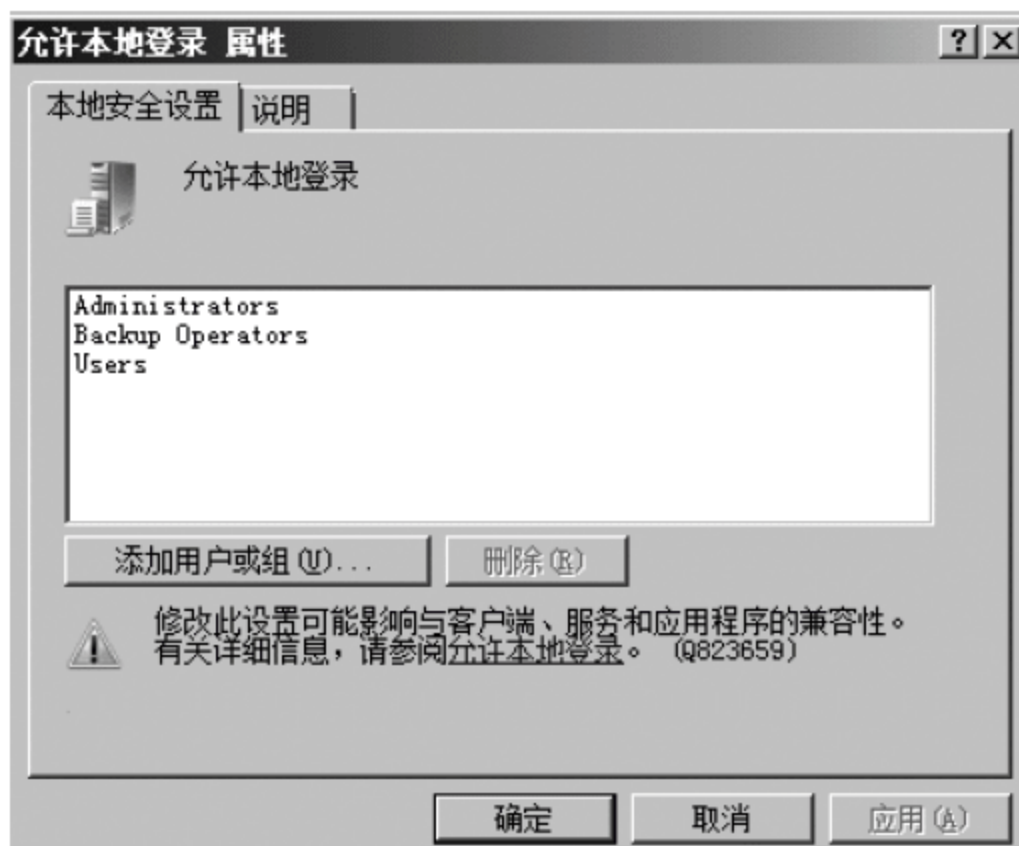 允许本地登录 属性
本地安全设置 说明
允许本地登录
Administrators
Backup Operators
Users
添加用户或组(U)... 删除(R)
修改此设置可能影响与客户端、服务和应用程序的兼容性。
有关详细信息，请参阅允许本地登录。 (Q823659)
确定 取消 应用(A)